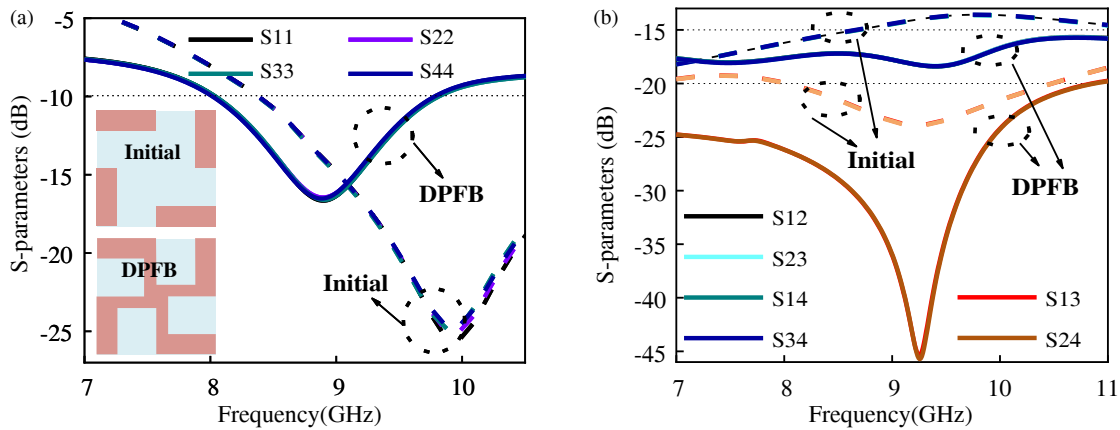 (a)
-5
-10
-15
-20
-25
S-parameters (dB)
S11
S22
S33
S44
Initial
DPFB
DPFB
Initial
7
8
9
10
Frequency(GHz)
(b)
-15
-20
-25
-30
-35
-40
-45
S-parameters (dB)
Initial
DPFB
S12
S23
S14
S13
S34
S24
7
8
9
10
11
Frequency(GHz)